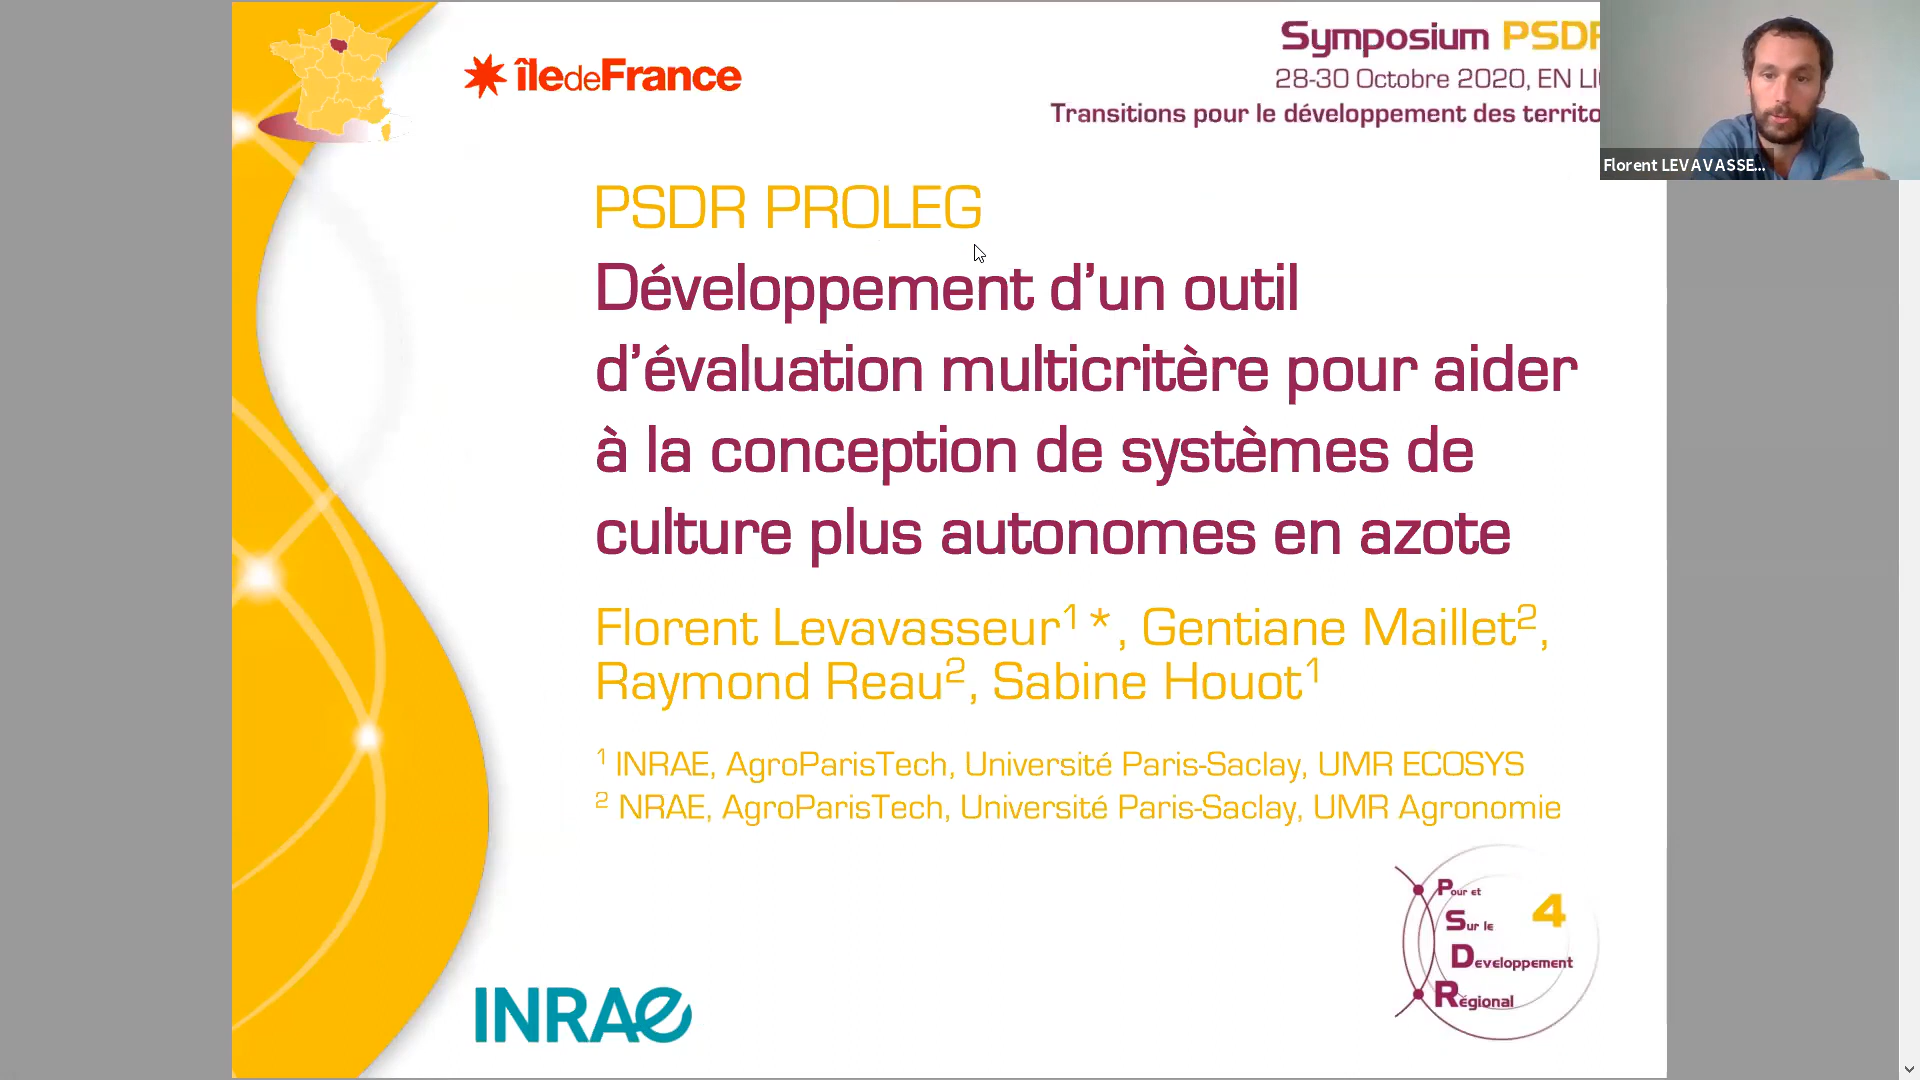 îledeFrance
Symposium PSDR
28-30 Octobre 2020, EN LI
Transitions pour le développement des territo
Florent LEVAVASSE...
PSDR PROLEG
Développement d'un outil
d'évaluation multicritère pour aider
à la conception de systèmes de
culture plus autonomes en azote
Florent Levavasseur¹*, Gentiane Maillet²,
Raymond Reau², Sabine Houot¹
¹ INRAE, AgroParisTech, Université Paris-Saclay, UMR ECOSYS
² NRAE, AgroParisTech, Université Paris-Saclay, UMR Agronomie
Pour et
Sur le 4
Developpement
Régional
INRAE